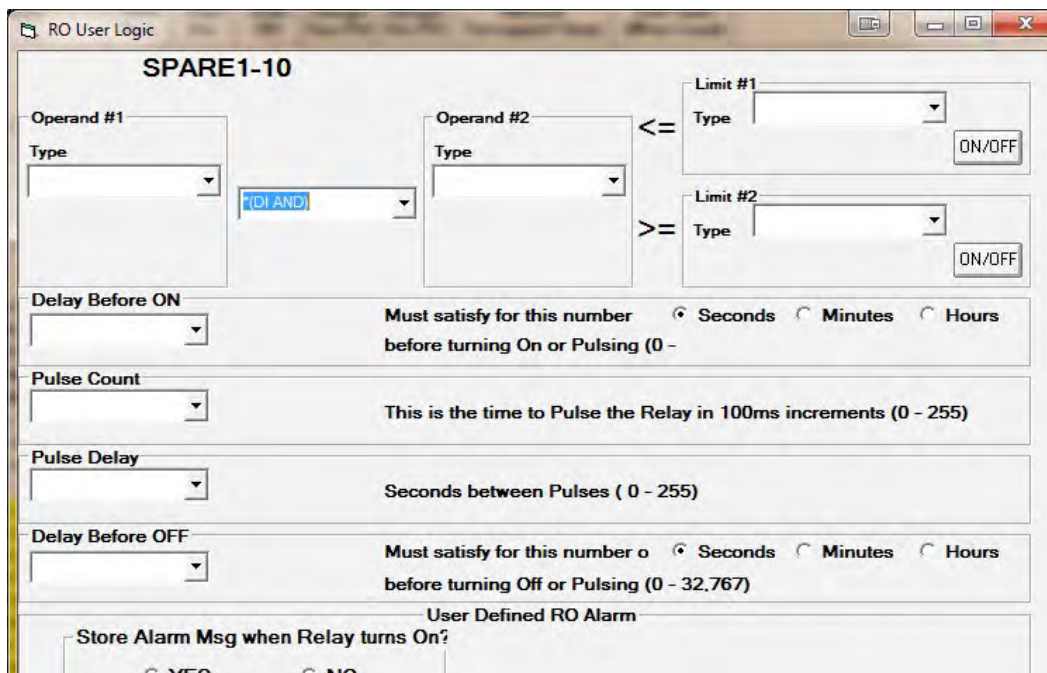 RO User Logic
SPARE1-10
Operand #1
Type
*(DI AND)
Operand #2
Type
<=
Limit #1
Type
ON/OFF
>=
Limit #2
Type
ON/OFF
Delay Before ON
Must satisfy for this number Seconds Minutes Hours
before turning On or Pulsing (0 -
Pulse Count
This is the time to Pulse the Relay in 100ms increments (0 - 255)
Pulse Delay
Seconds between Pulses ( 0 - 255)
Delay Before OFF
Must satisfy for this number o Seconds Minutes Hours
before turning Off or Pulsing (0 - 32,767)
User Defined RO Alarm
Store Alarm Msg when Relay turns On?
YES NO